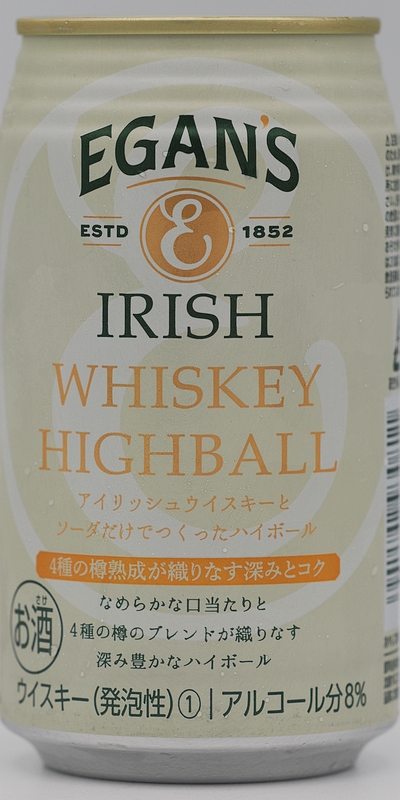 EGAN'S
ESTD 1852
IRISH
WHISKEY
HIGHBALL
アイリッシュウイスキーと
ソーダだけでつくったハイボール
4種の樽熟成が織りなす深みとコク
なめらかな口当たりと
4種の樽のブレンドが織りなす
深み豊かなハイボール
お酒
さけ
ウイスキー(発泡性)①|アルコール分8%